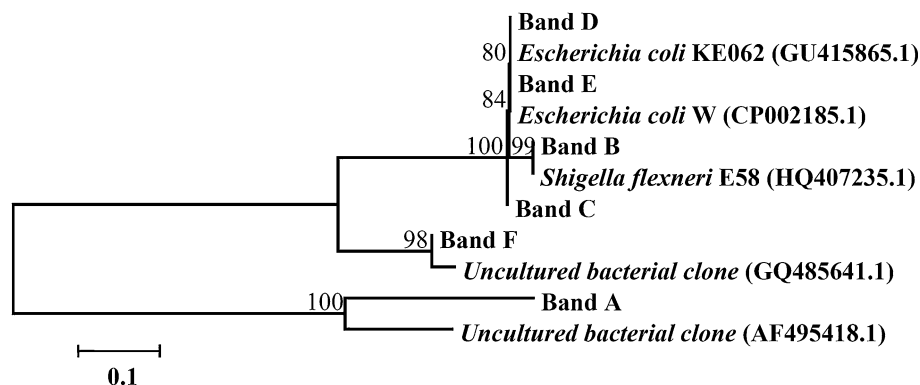 Band D
80
Escherichia coli KE062 (GU415865.1)
Band E
84
Escherichia coli W (CP002185.1)
100 99 Band B
Shigella flexneri E58 (HQ407235.1)
Band C
98 Band F
Uncultured bacterial clone (GQ485641.1)
100 Band A
Uncultured bacterial clone (AF495418.1)
0.1